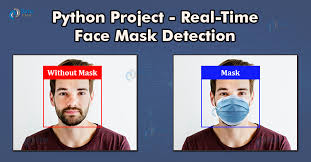 Python Project - Real-Time
Face Mask Detection
Without Mask
Mask